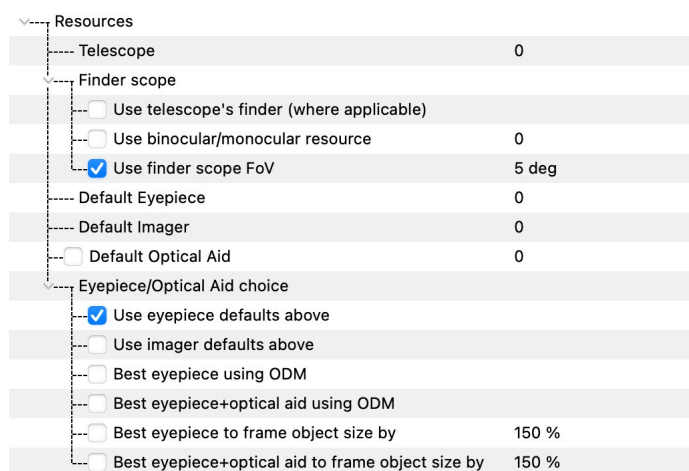 Resources
Telescope 0
Finder scope
Use telescope's finder (where applicable)
Use binocular/monocular resource 0
Use finder scope FoV 5 deg
Default Eyepiece 0
Default Imager 0
Default Optical Aid 0
Eyepiece/Optical Aid choice
Use eyepiece defaults above
Use imager defaults above
Best eyepiece using ODM
Best eyepiece+optical aid using ODM
Best eyepiece to frame object size by 150 %
Best eyepiece+optical aid to frame object size by 150 %